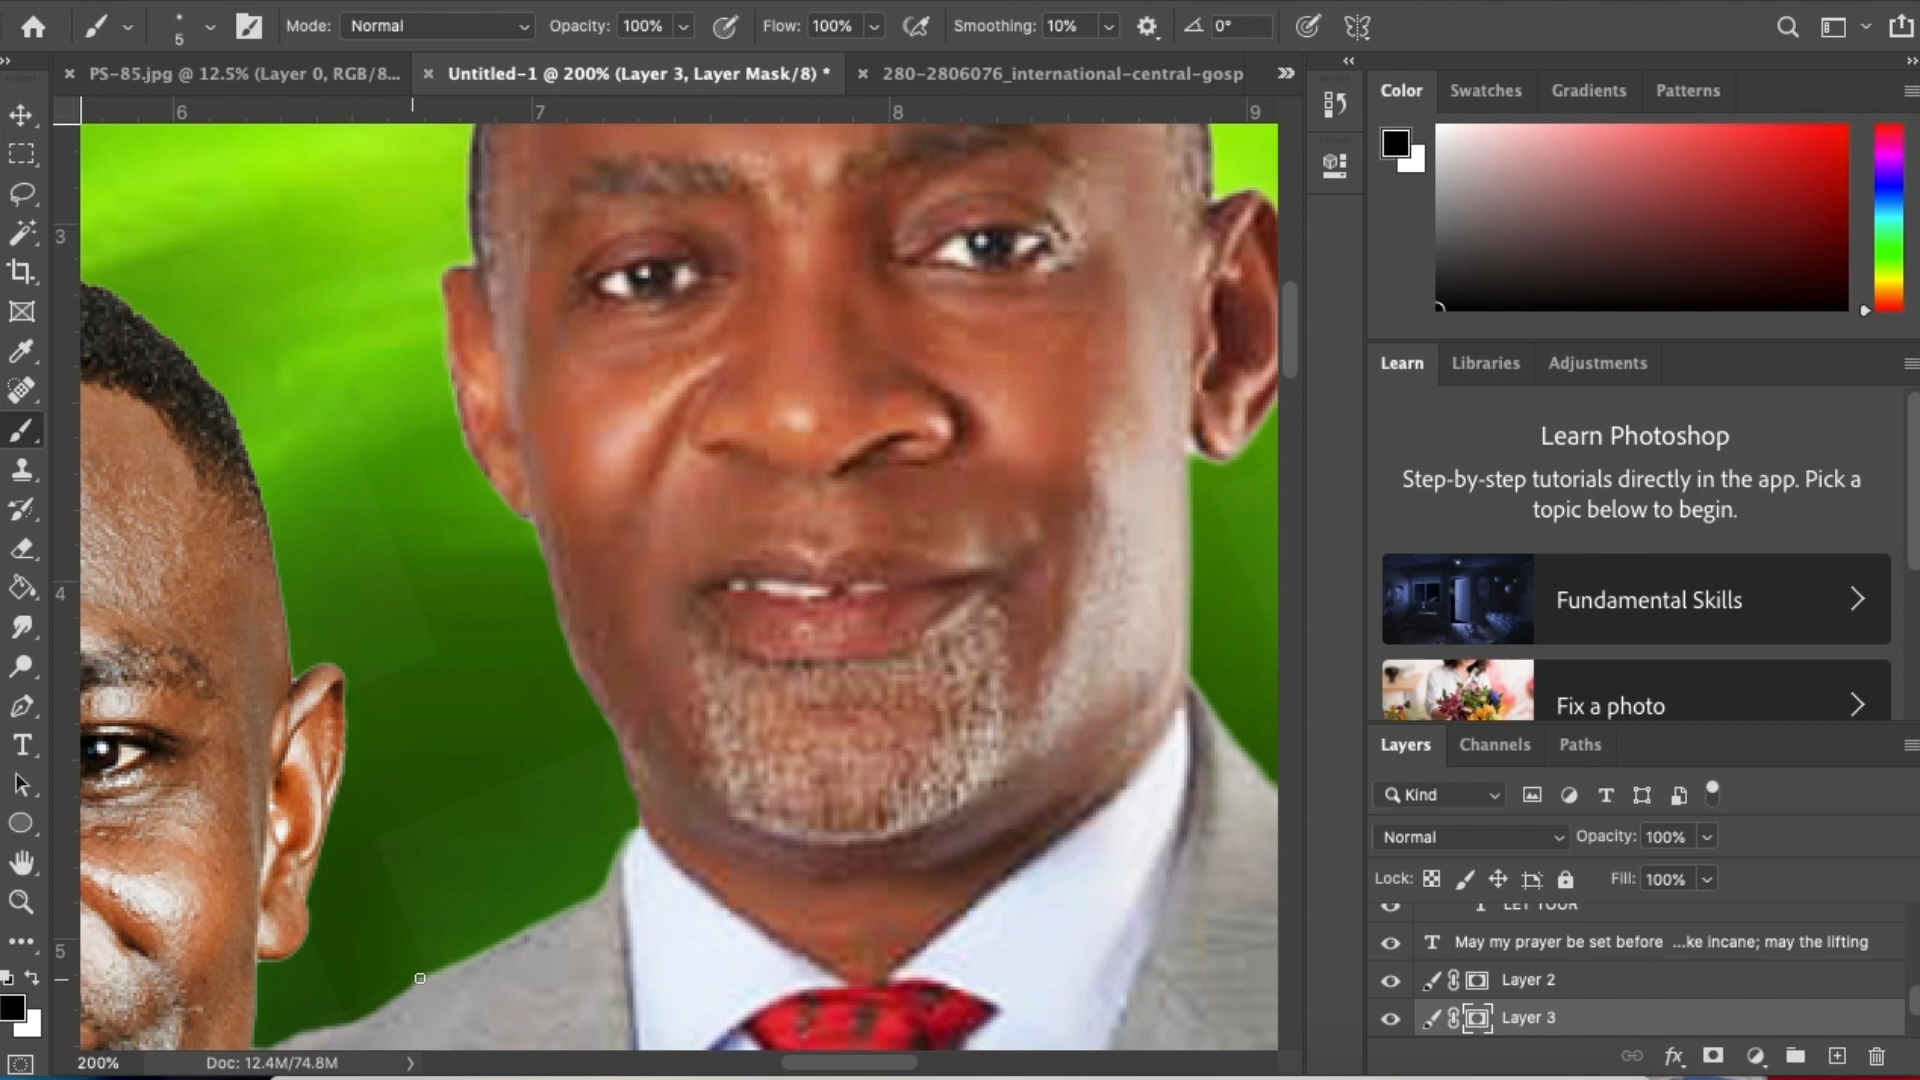 5
Mode: Normal
Opacity: 100%
Flow: 100%
Smoothing: 10%
0°
PS-85.jpg @ 12.5% (Layer 0, RGB/8...
Untitled-1 @ 200% (Layer 3, Layer Mask/8) *
280-2806076_international-central-gosp
6 7 8 9
3
4
5
Color Swatches Gradients Patterns
Learn Libraries Adjustments
Learn Photoshop
Step-by-step tutorials directly in the app. Pick a
topic below to begin.
Fundamental Skills
Fix a photo
Layers Channels Paths
Kind
Normal Opacity: 100%
Lock: Fill: 100%
LET YOUR
May my prayer be set before ...ke incane; may the lifting
Layer 2
Layer 3
200% Doc: 12.4M/74.8M